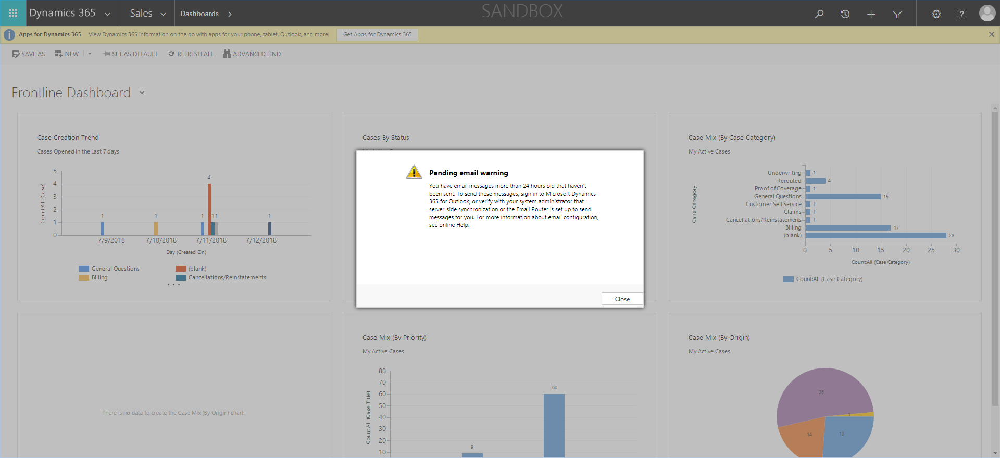 Dynamics 365
Sales
Dashboards
SANDBOX
Apps for Dynamics 365 View Dynamics 365 information on the go with apps for your phone, tablet, Outlook, and more! Get Apps for Dynamics 365
SAVE AS
NEW
SET AS DEFAULT
REFRESH ALL
ADVANCED FIND
Frontline Dashboard
Case Creation Trend
Cases Opened in the Last 7 days
Count:All (Case)
5
4
3
2
1
0
1
1
1
4
1
1
1
7/9/2018
7/10/2018
7/11/2018
7/12/2018
Day (Created On)
General Questions
(blank)
Billing
Cancellations/Reinstatements
Cases By Status
Pending email warning
You have email messages more than 24 hours old that haven't
been sent. To send these messages, sign in to Microsoft Dynamics
365 for Outlook, or verify with your system administrator that
server-side synchronization or the Email Router is set up to send
messages for you. For more information about email configuration,
see online Help.
Close
Case Mix (By Case Category)
My Active Cases
Case Category
Underwriting 1
Rerouted 4
Proof of Coverage 1
General Questions 15
Customer Self Service 1
Claims 1
Cancellations/Reinstatements 1
Billing 17
(blank) 28
0 5 10 15 20 25 30
Count:All (Case Category)
Count:All (Case Category)
There is no data to create the Case Mix (By Origin) chart.
Case Mix (By Priority)
My Active Cases
Count:All (Case Title)
80
70
60
50
40
30
20
10
9
60
Case Mix (By Origin)
My Active Cases
36
1
14
18